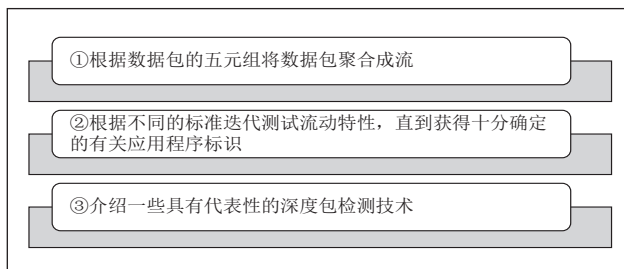 ①根据数据包的五元组将数据包聚合成流
②根据不同的标准迭代测试流动特性，直到获得十分确定
的有关应用程序标识
③介绍一些具有代表性的深度包检测技术